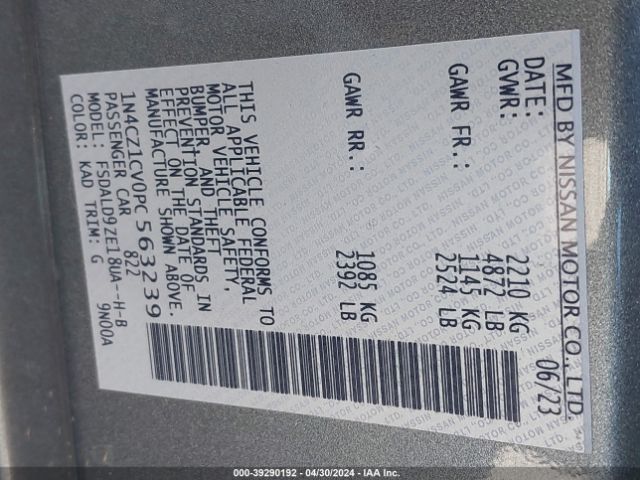 MFD BY NISSAN MOTOR CO., LTD.
DATE: 06/23
GVWR: 2210 KG
4872 LB
GAWR FR.: 1145 KG
2524 LB
GAWR RR.: 1085 KG
2392 LB
THIS VEHICLE CONFORMS TO
ALL APPLICABLE FEDERAL
MOTOR VEHICLE SAFETY,
BUMPER, AND THEFT
PREVENTION STANDARDS IN
EFFECT ON THE DATE OF
MANUFACTURE SHOWN ABOVE.
1N4CZ1CV0PC563239
PASSENGER CAR 822
MODEL: FSDALD9ZE18UA--H-B
COLOR: KAD TRIM: G 9N00A
000-39290192 - 04/30/2024 - IAA Inc.